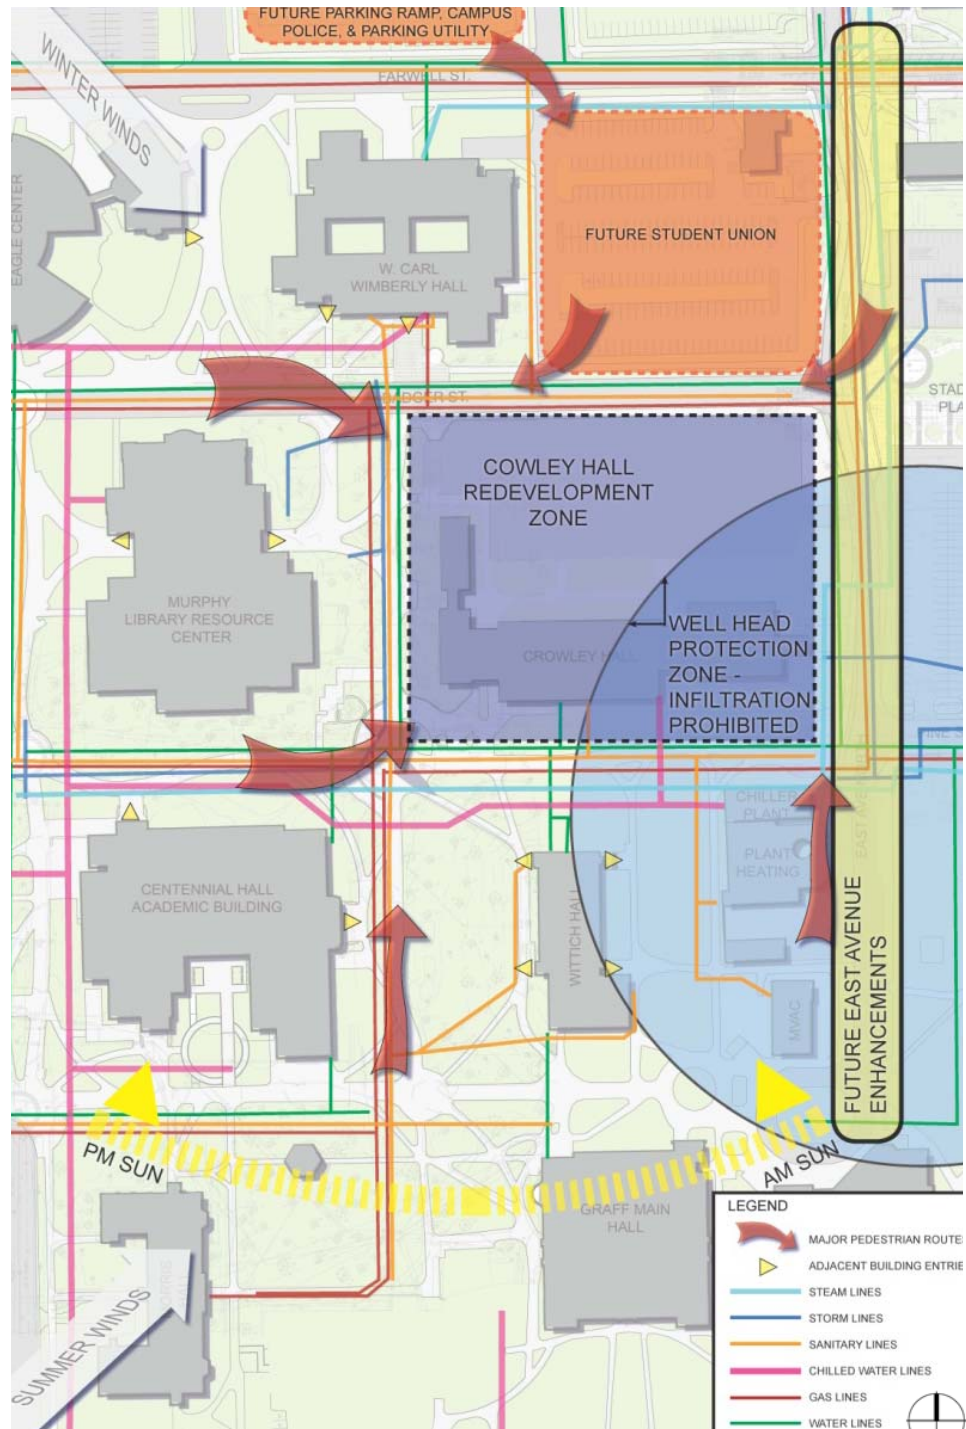 FUTURE PARKING RAMP, CAMPUS
POLICE, & PARKING UTILITY
FARWELL ST.
WINTER WINDS
EAGLE CENTER
W. CARL
WIMBERLY HALL
FUTURE STUDENT UNION
STAD
PLA
COWLEY HALL
REDEVELOPMENT
ZONE
MURPHY
LIBRARY RESOURCE
CENTER
CROWLEY HALL
WELL HEAD
PROTECTION
ZONE -
INFILTRATION
PROHIBITED
CHILLER
PLANT
PLANT
HEATING
CENTENNIAL HALL
ACADEMIC BUILDING
WITTICH HALL
MVAC
FUTURE EAST AVENUE
ENHANCEMENTS
PM SUN
AM SUN
GRAFF MAIN
HALL
SUMMER WINDS
LEGEND
MAJOR PEDESTRIAN ROUTE
ADJACENT BUILDING ENTRIE
STEAM LINES
STORM LINES
SANITARY LINES
CHILLED WATER LINES
GAS LINES
WATER LINES